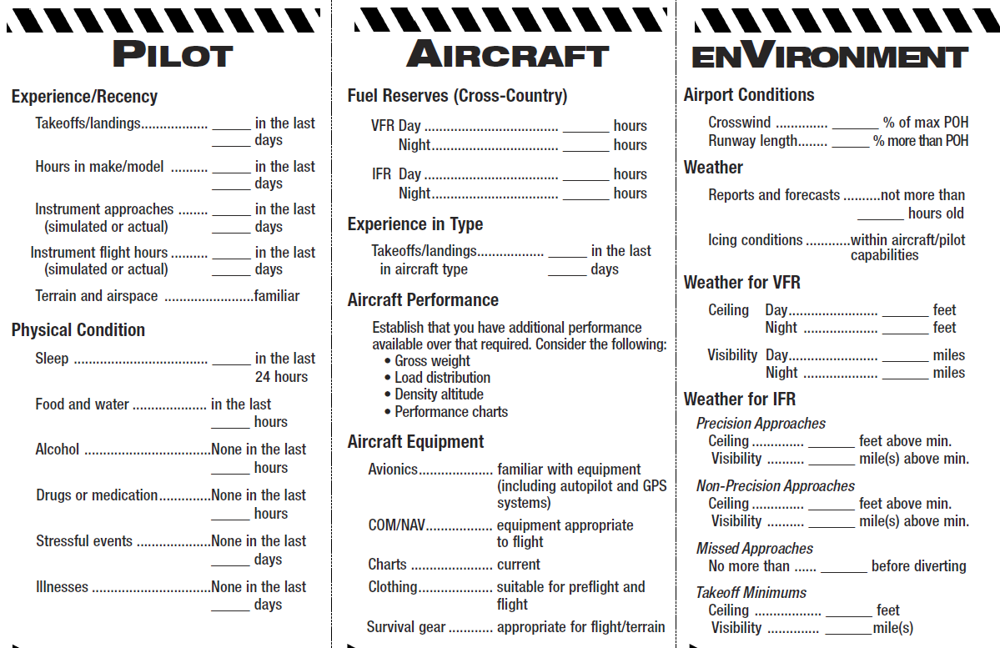 PILOT
Experience/Recency
Takeoffs/landings.................. _____ in the last
_____ days
Hours in make/model .......... _____ in the last
_____ days
Instrument approaches ........ _____ in the last
(simulated or actual) _____ days
Instrument flight hours .......... _____ in the last
(simulated or actual) _____ days
Terrain and airspace ........................familiar
Physical Condition
Sleep .................................... _____ in the last
24 hours
Food and water .................... in the last
_____ hours
Alcohol ..................................None in the last
_____ hours
Drugs or medication..............None in the last
_____ hours
Stressful events ....................None in the last
_____ days
Illnesses ................................None in the last
_____ days
AIRCRAFT
Fuel Reserves (Cross-Country)
VFR Day .................................... ______ hours
Night.................................. ______ hours
IFR Day .................................... ______ hours
Night.................................. ______ hours
Experience in Type
Takeoffs/landings.................. _____ in the last
in aircraft type _____ days
Aircraft Performance
Establish that you have additional performance
available over that required. Consider the following:
• Gross weight
• Load distribution
• Density altitude
• Performance charts
Aircraft Equipment
Avionics.................... familiar with equipment
(including autopilot and GPS
systems)
COM/NAV.................. equipment appropriate
to flight
Charts ...................... current
Clothing.................... suitable for preflight and
flight
Survival gear ............ appropriate for flight/terrain
ENVIRONMENT
Airport Conditions
Crosswind .............. ______ % of max POH
Runway length........ _____ % more than POH
Weather
Reports and forecasts ..........not more than
______ hours old
Icing conditions ............within aircraft/pilot
capabilities
Weather for VFR
Ceiling Day........................ ______ feet
Night .................... ______ feet
Visibility Day........................ ______ miles
Night .................... ______ miles
Weather for IFR
Precision Approaches
Ceiling .............. ______ feet above min.
Visibility .......... ______ mile(s) above min.
Non-Precision Approaches
Ceiling .............. ______ feet above min.
Visibility .......... ______ mile(s) above min.
Missed Approaches
No more than ...... ______ before diverting
Takeoff Minimums
Ceiling .................. ______ feet
Visibility .............. ______mile(s)